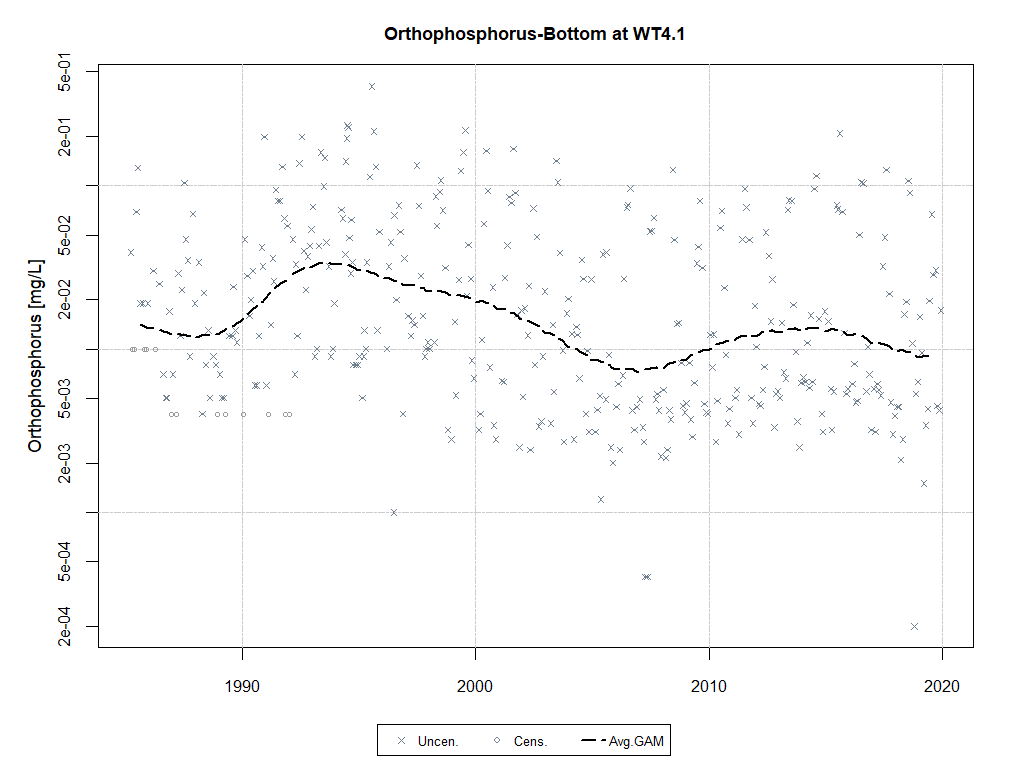 Orthophosphorus-Bottom at WT4.1
Orthophosphorus [mg/L]
5e-01
2e-01
5e-02
2e-02
5e-03
2e-03
5e-04
2e-04
1990 2000 2010 2020
Uncen. Cens. Avg.GAM